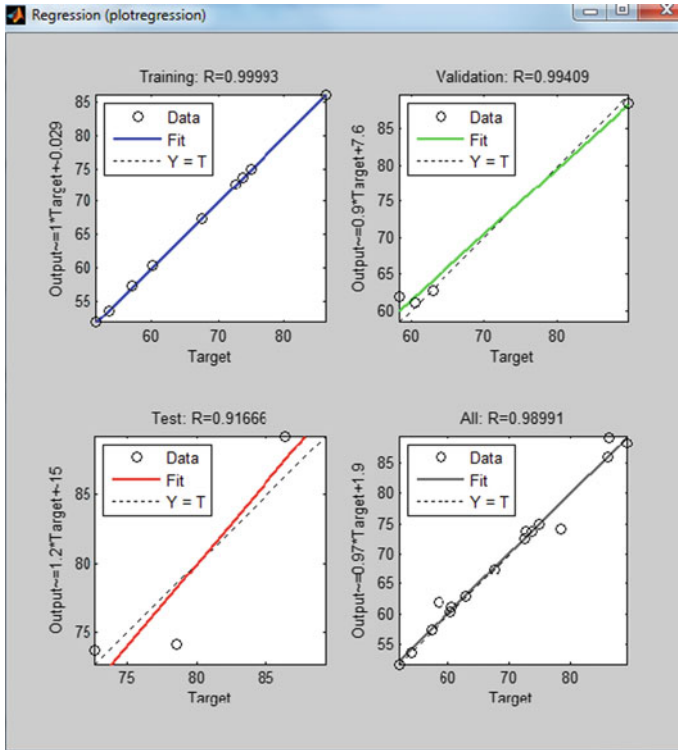 Regression (plotregression)
Training: R=0.99993
Output~=1*Target+-0.029
85
80
75
70
65
60
55
Data
Fit
Y = T
60
70
80
Target
Validation: R=0.99409
Output~=0.9*Target+7.6
85
80
75
70
65
60
Data
Fit
Y = T
60
70
80
Target
Test: R=0.91666
Output~=1.2*Target+-15
85
80
75
Data
Fit
Y = T
75
80
85
Target
All: R=0.98991
Output~=0.97*Target+1.9
85
80
75
70
65
60
55
Data
Fit
Y = T
60
70
80
Target